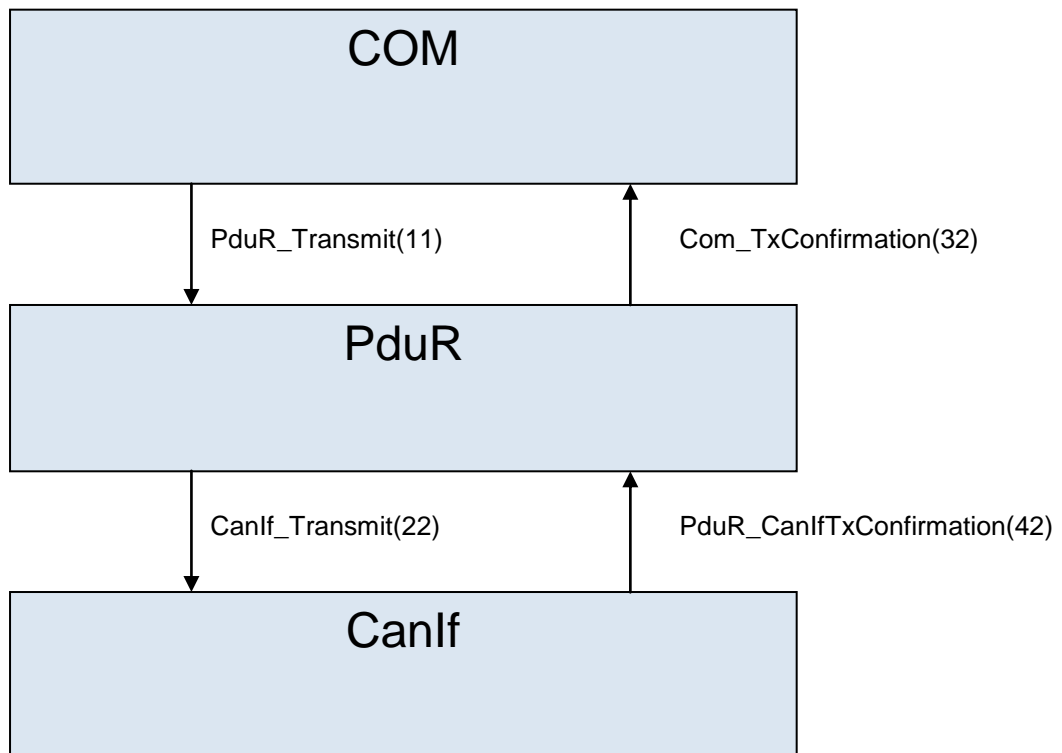 COM
PduR_Transmit(11)
Com_TxConfirmation(32)
PduR
CanIf_Transmit(22)
PduR_CanIfTxConfirmation(42)
CanIf